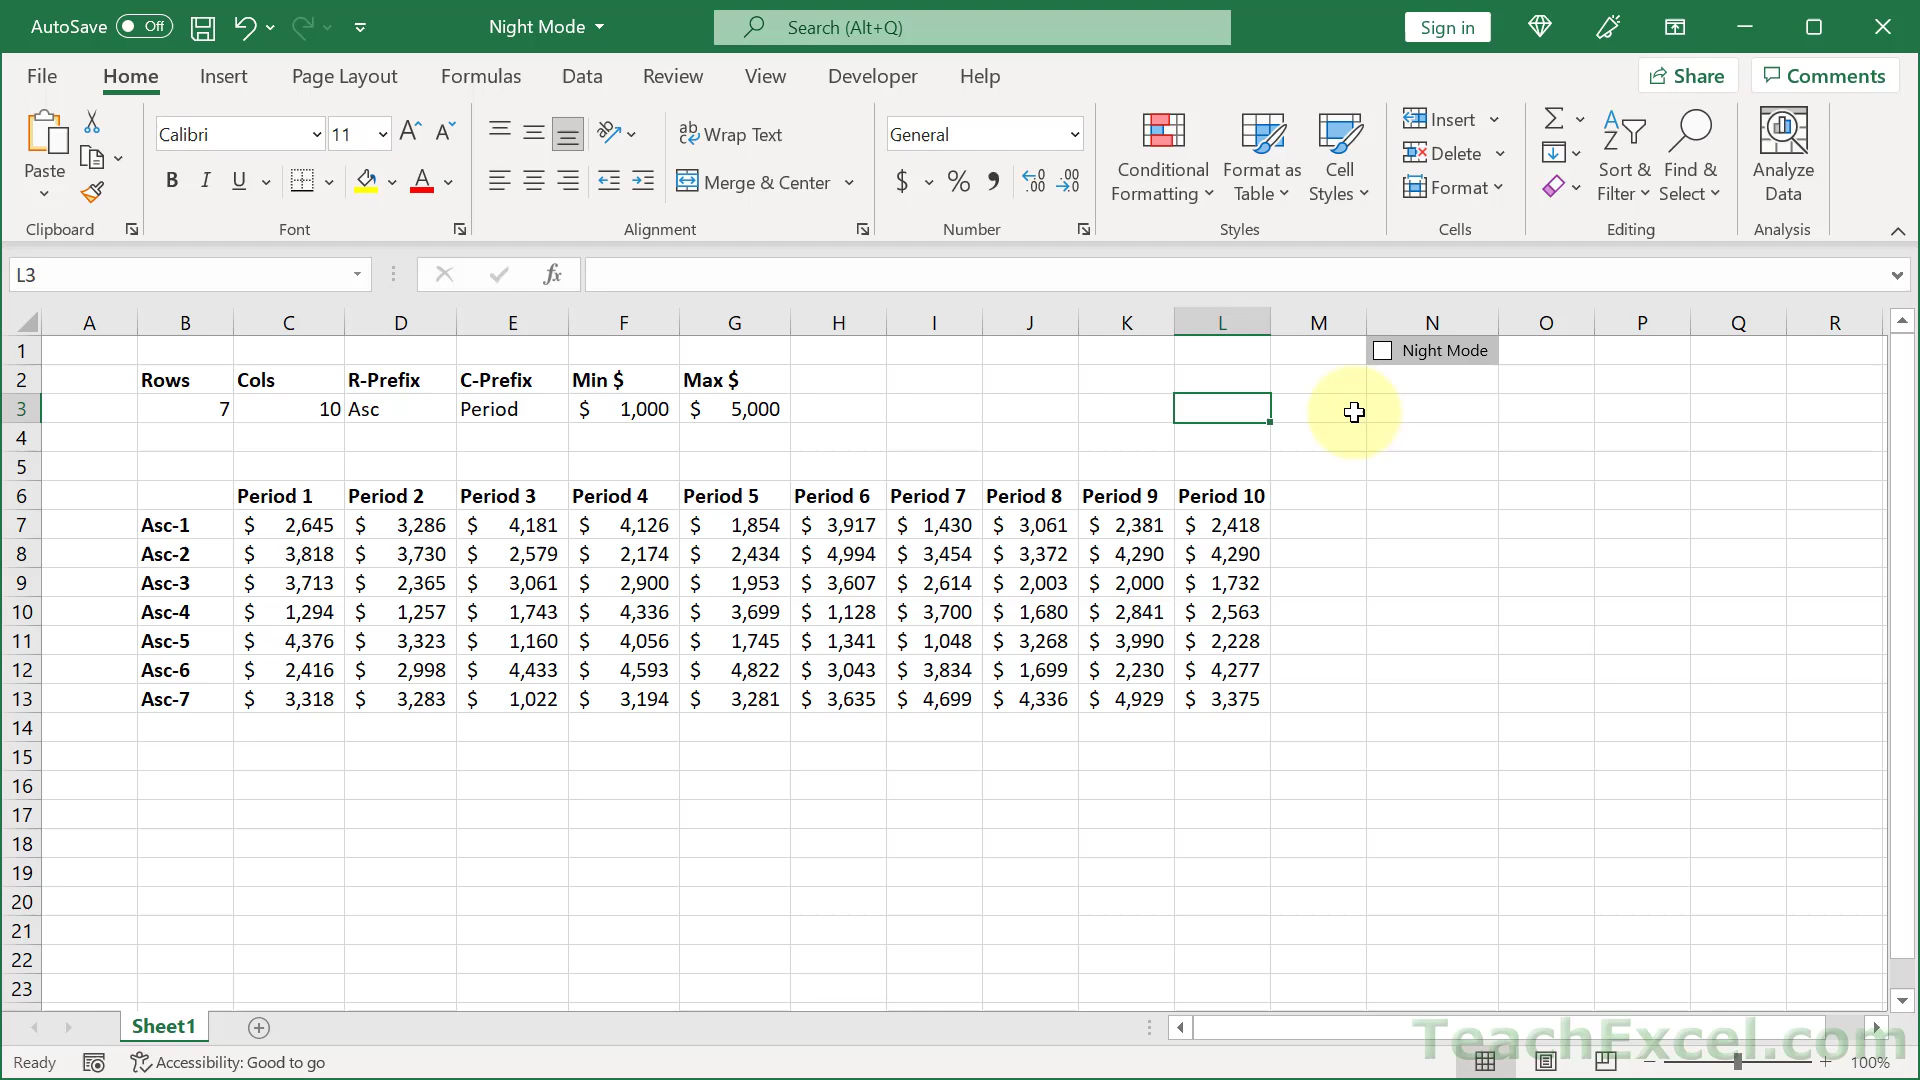 AutoSave Off Night Mode Search (Alt+Q) Sign in
File Home Insert Page Layout Formulas Data Review View Developer Help Share Comments
Paste
Clipboard
Calibri 11
B I U A
Font
ab Wrap Text
Merge & Center
Alignment
General
$ % 9 .00
Number
Conditional Formatting
Format as Table
Cell Styles
Styles
Insert
Delete
Format
Cells
Sort & Filter
Find & Select
Editing
Analyze Data
Analysis
L3 fx
A B C D E F G H I J K L M N O P Q R
1 Night Mode
2 Rows Cols R-Prefix C-Prefix Min $ Max $
3 7 10 Asc Period $ 1,000 $ 5,000
4
5
6 Period 1 Period 2 Period 3 Period 4 Period 5 Period 6 Period 7 Period 8 Period 9 Period 10
7 Asc-1 $ 2,645 $ 3,286 $ 4,181 $ 4,126 $ 1,854 $ 3,917 $ 1,430 $ 3,061 $ 2,381 $ 2,418
8 Asc-2 $ 3,818 $ 3,730 $ 2,579 $ 2,174 $ 2,434 $ 4,994 $ 3,454 $ 3,372 $ 4,290 $ 4,290
9 Asc-3 $ 3,713 $ 2,365 $ 3,061 $ 2,900 $ 1,953 $ 3,607 $ 2,614 $ 2,003 $ 2,000 $ 1,732
10 Asc-4 $ 1,294 $ 1,257 $ 1,743 $ 4,336 $ 3,699 $ 1,128 $ 3,700 $ 1,680 $ 2,841 $ 2,563
11 Asc-5 $ 4,376 $ 3,323 $ 1,160 $ 4,056 $ 1,745 $ 1,341 $ 1,048 $ 3,268 $ 3,990 $ 2,228
12 Asc-6 $ 2,416 $ 2,998 $ 4,433 $ 4,593 $ 4,822 $ 3,043 $ 3,834 $ 1,699 $ 2,230 $ 4,277
13 Asc-7 $ 3,318 $ 3,283 $ 1,022 $ 3,194 $ 3,281 $ 3,635 $ 4,699 $ 4,336 $ 4,929 $ 3,375
14
15
16
17
18
19
20
21
22
23
Sheet1
TeachExcel.com
Ready Accessibility: Good to go 100%